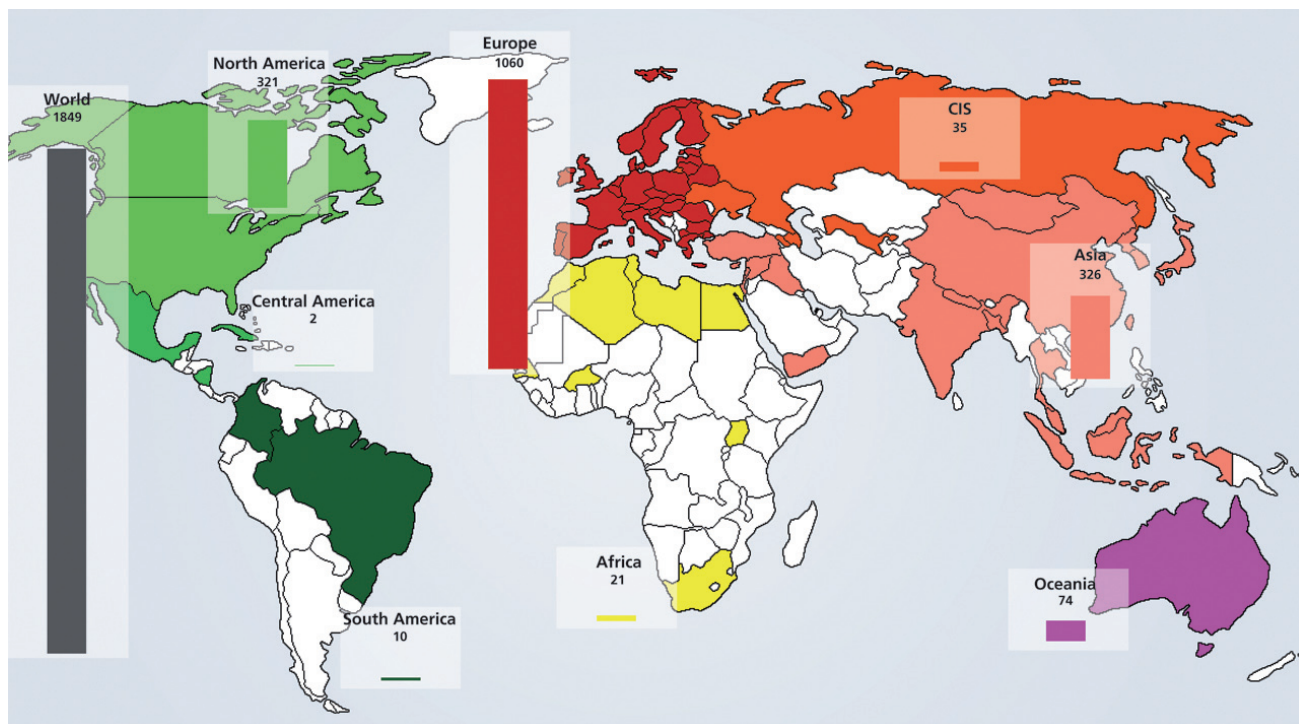 World
1849
North America
321
Europe
1060
CIS
35
Asia
326
Central America
2
South America
10
Africa
21
Oceania
74